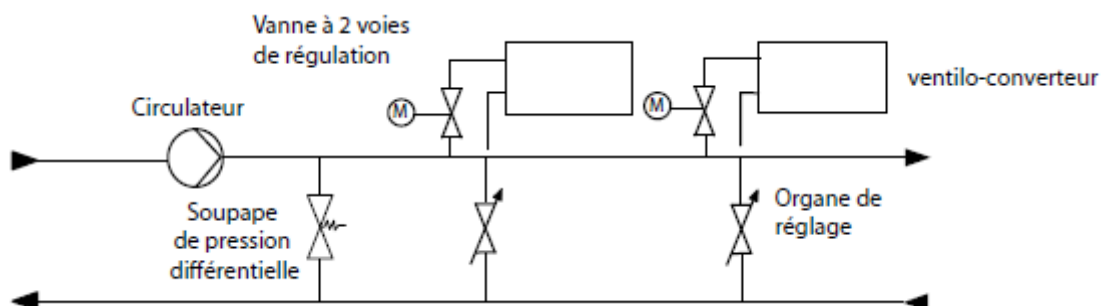 Vanne à 2 voies
de régulation
ventilo-converteur
Circulateur
M
M
Soupape
de pression
différentielle
Organe de
réglage